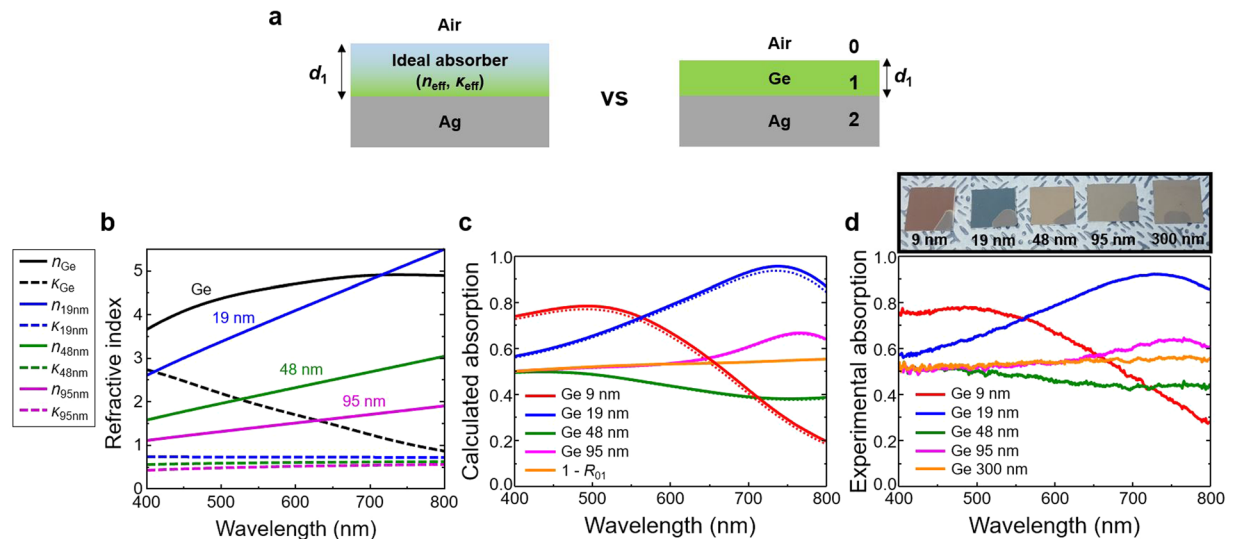 a
Air
Ideal absorber
(neff, κeff)
d1
Ag
vs
Air 0
Ge 1
d1
Ag 2
9 nm 19 nm 48 nm 95 nm 300 nm
b
nGe
κGe
n19nm
κ19nm
n48nm
κ48nm
n95nm
κ95nm
Refractive index
5
4
3
2
1
0
Ge
19 nm
48 nm
95 nm
400 500 600 700 800
Wavelength (nm)
c
Calculated absorption
1.0
0.8
0.6
0.4
0.2
0.0
Ge 9 nm
Ge 19 nm
Ge 48 nm
Ge 95 nm
1 - R01
400 500 600 700 800
Wavelength (nm)
d
Experimental absorption
1.0
0.8
0.6
0.4
0.2
0.0
Ge 9 nm
Ge 19 nm
Ge 48 nm
Ge 95 nm
Ge 300 nm
400 500 600 700 800
Wavelength (nm)